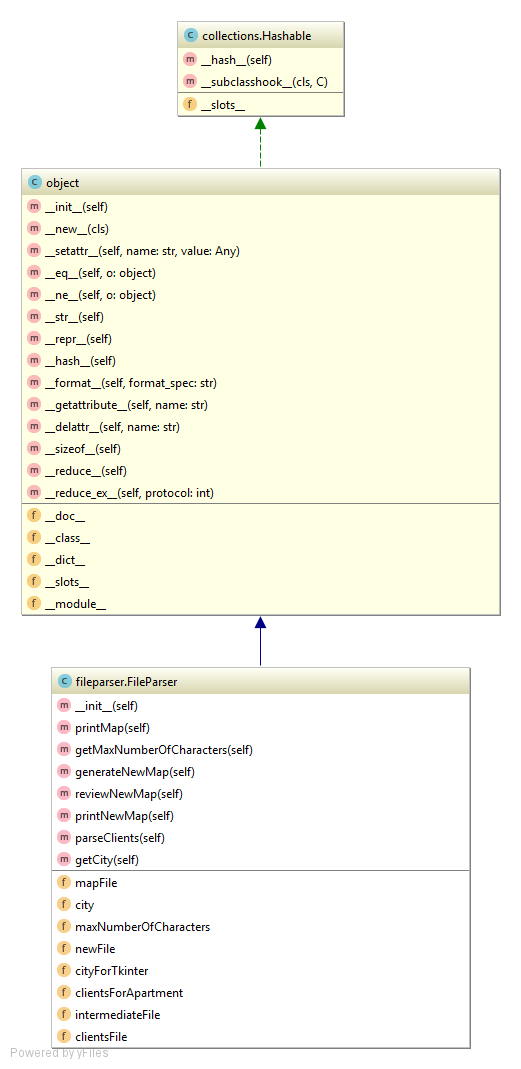 C collections.Hashable
m __hash__(self)
m __subclasshook__(cls, C)
f __slots__
C object
m __init__(self)
m __new__(cls)
m __setattr__(self, name: str, value: Any)
m __eq__(self, o: object)
m __ne__(self, o: object)
m __str__(self)
m __repr__(self)
m __hash__(self)
m __format__(self, format_spec: str)
m __getattribute__(self, name: str)
m __delattr__(self, name: str)
m __sizeof__(self)
m __reduce__(self)
m __reduce_ex__(self, protocol: int)
f __doc__
f __class__
f __dict__
f __slots__
f __module__
C fileparser.FileParser
m __init__(self)
m printMap(self)
m getMaxNumberOfCharacters(self)
m generateNewMap(self)
m reviewNewMap(self)
m printNewMap(self)
m parseClients(self)
m getCity(self)
f mapFile
f city
f maxNumberOfCharacters
f newFile
f cityForTkinter
f clientsForApartment
f intermediateFile
f clientsFile
Powered by yFiles